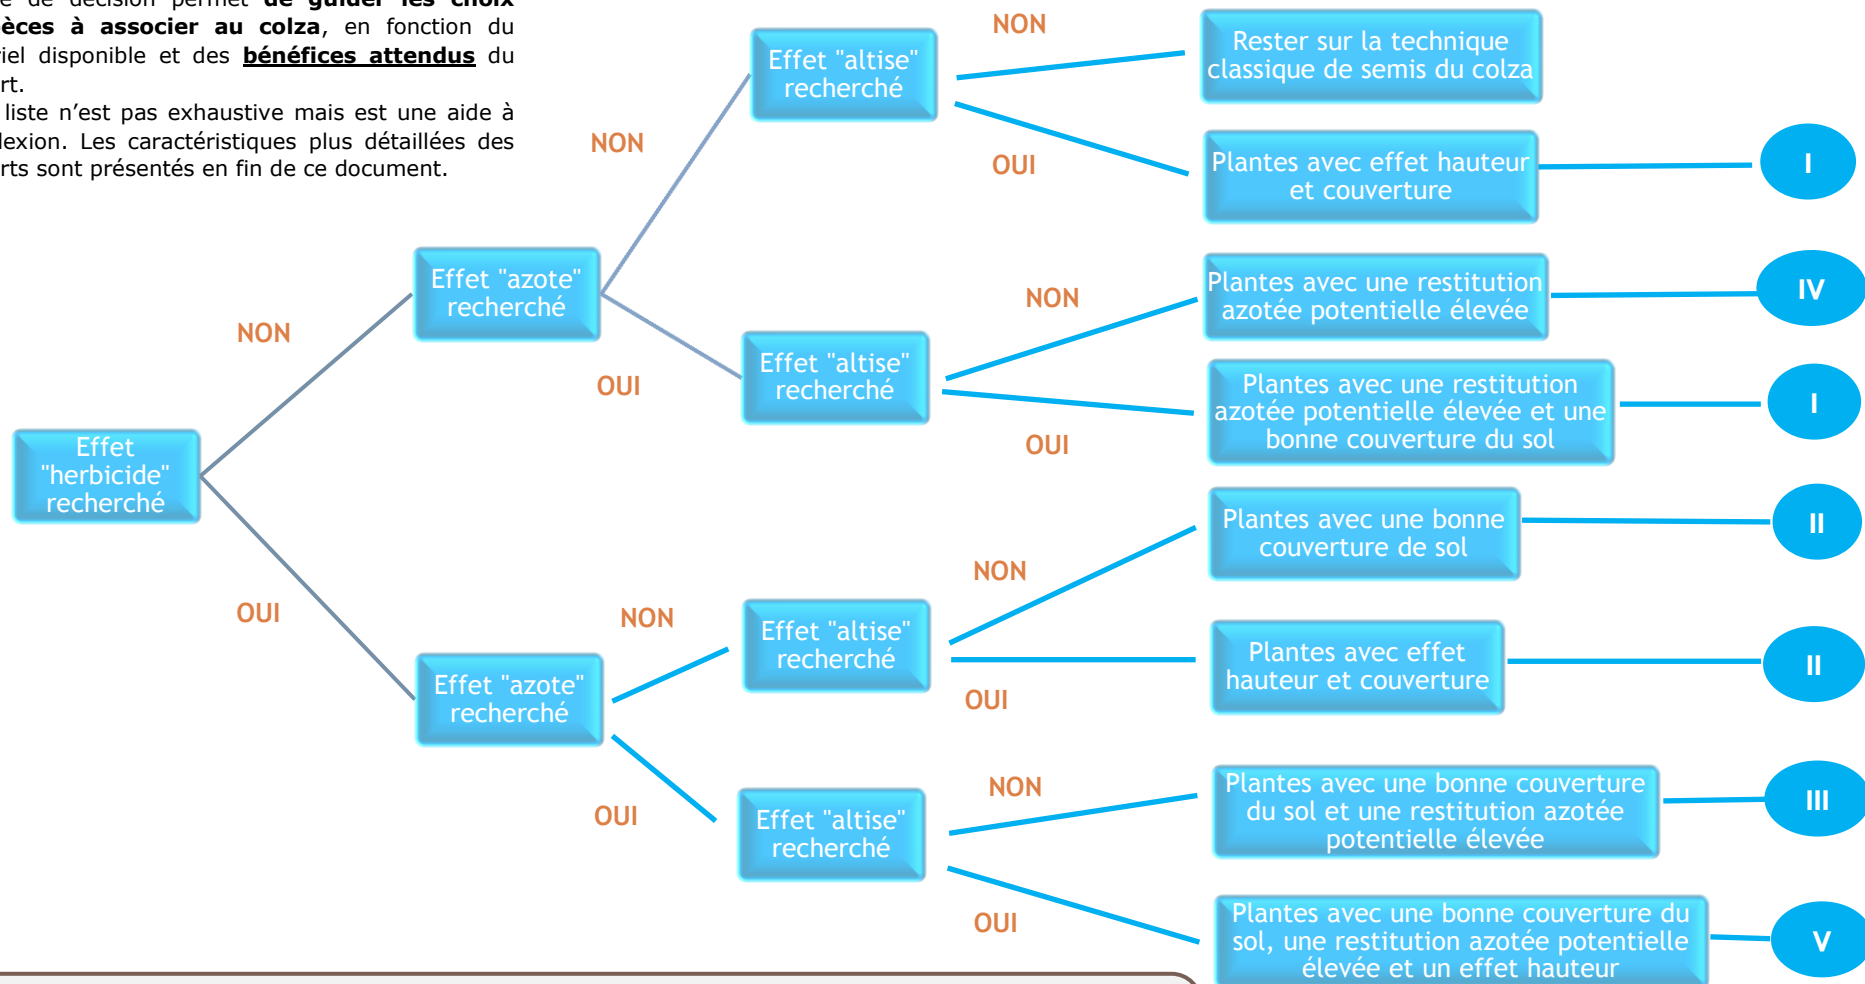 de décision permet de guider les choix
à associer au colza, en fonction du
disponible et des bénéfices attendus du
liste n'est pas exhaustive mais est une aide à
Les caractéristiques plus détaillées des
sont présentés en fin de ce document.
Effet
"herbicide"
recherché
NON
OUI
Effet "azote"
recherché
NON
OUI
Effet "azote"
recherché
NON
OUI
Effet "altise"
recherché
NON
OUI
Effet "altise"
recherché
NON
OUI
Effet "altise"
recherché
NON
OUI
Effet "altise"
recherché
NON
OUI
Rester sur la technique
classique de semis du colza
Plantes avec effet hauteur
et couverture
I
Plantes avec une restitution
azotée potentielle élevée
IV
Plantes avec une restitution
azotée potentielle élevée et une
bonne couverture du sol
I
Plantes avec une bonne
couverture de sol
II
Plantes avec effet
hauteur et couverture
II
Plantes avec une bonne couverture
du sol et une restitution azotée
potentielle élevée
III
Plantes avec une bonne couverture du
sol, une restitution azotée potentielle
élevée et un effet hauteur
V